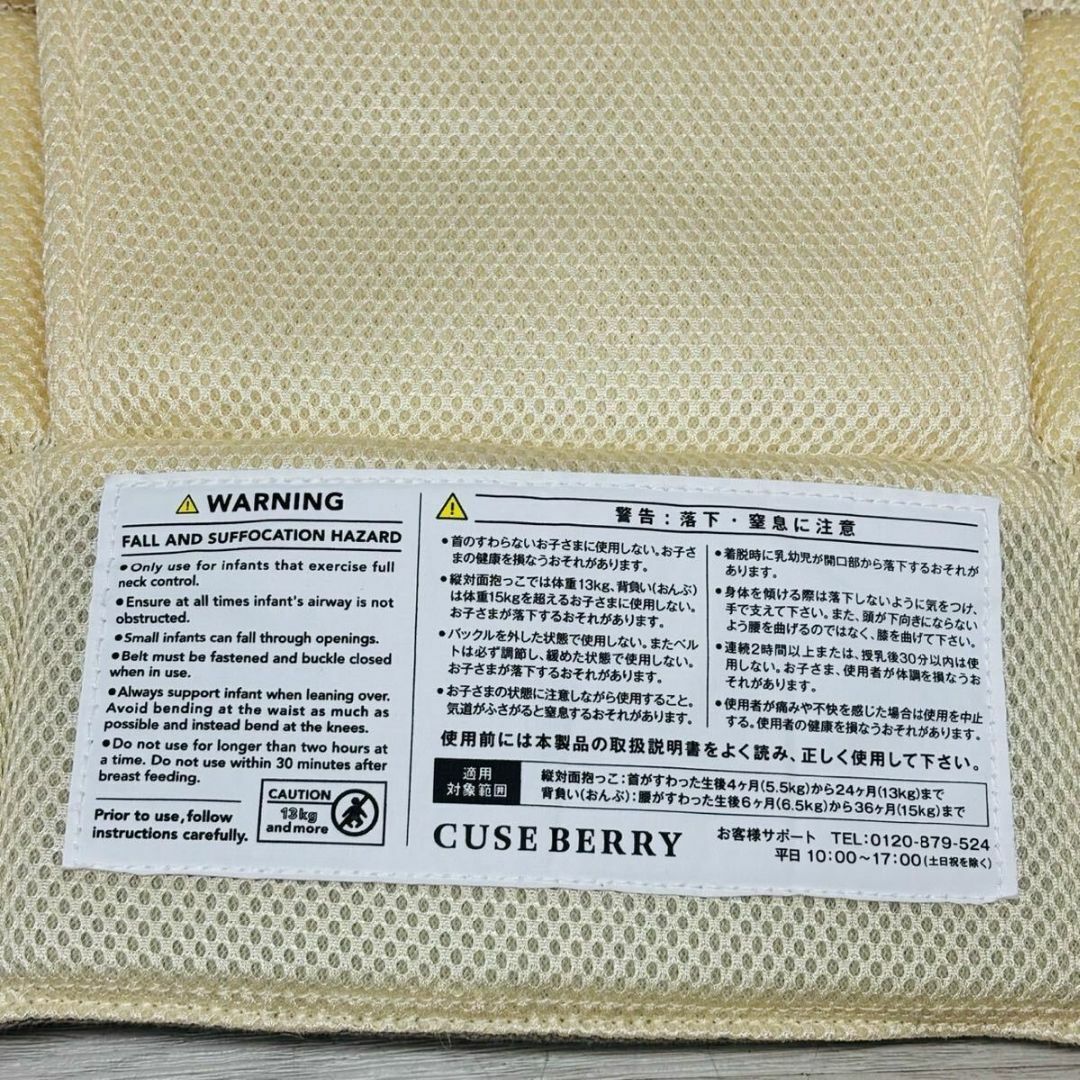 ⚠ WARNING
FALL AND SUFFOCATION HAZARD
●Only use for infants that exercise full
neck control.
●Ensure at all times infant's airway is not
obstructed.
●Small infants can fall through openings.
●Belt must be fastened and buckle closed
when in use.
●Always support infant when leaning over.
Avoid bending at the waist as much as
possible and instead bend at the knees.
●Do not use for longer than two hours at
a time. Do not use within 30 minutes after
breast feeding.
Prior to use, follow
instructions carefully.
CAUTION
13kg
and more
警告：落下・窒息に注意
●首のすわらないお子さまに使用しない。お子さ
まの健康を損なうおそれがあります。
●縦対面抱っこでは体重13kg、背負い(おんぶ)
は体重15kgを超えるお子さまに使用しない。
お子さまが落下するおそれがあります。
●バックルを外した状態で使用しない。またベル
トは必ず調節し、緩めた状態で使用しない。
お子さまが落下するおそれがあります。
●お子さまの状態に注意しながら使用すること。
気道がふさがると窒息するおそれがあります。
●着脱時に乳幼児が開口部から落下するおそれが
あります。
●身体を傾ける際は落下しないように気をつけ、
手で支えて下さい。また、頭が下向きにならない
よう腰を曲げるのではなく、膝を曲げて下さい。
●連続2時間以上または、授乳後30分以内は使
用しない。お子さま、使用者が体調を損なうお
それがあります。
●使用者が痛みや不快を感じた場合は使用を中止
する。使用者の健康を損なうおそれがあります。
使用前には本製品の取扱説明書をよく読み、正しく使用して下さい。
適用
対象範囲
縦対面抱っこ：首がすわった生後4ヶ月(5.5kg)から24ヶ月(13kg)まで
背負い(おんぶ)：腰がすわった生後6ヶ月(6.5kg)から36ヶ月(15kg)まで
CUSE BERRY
お客様サポート TEL:0120-879-524
平日 10:00〜17:00(土日祝を除く)